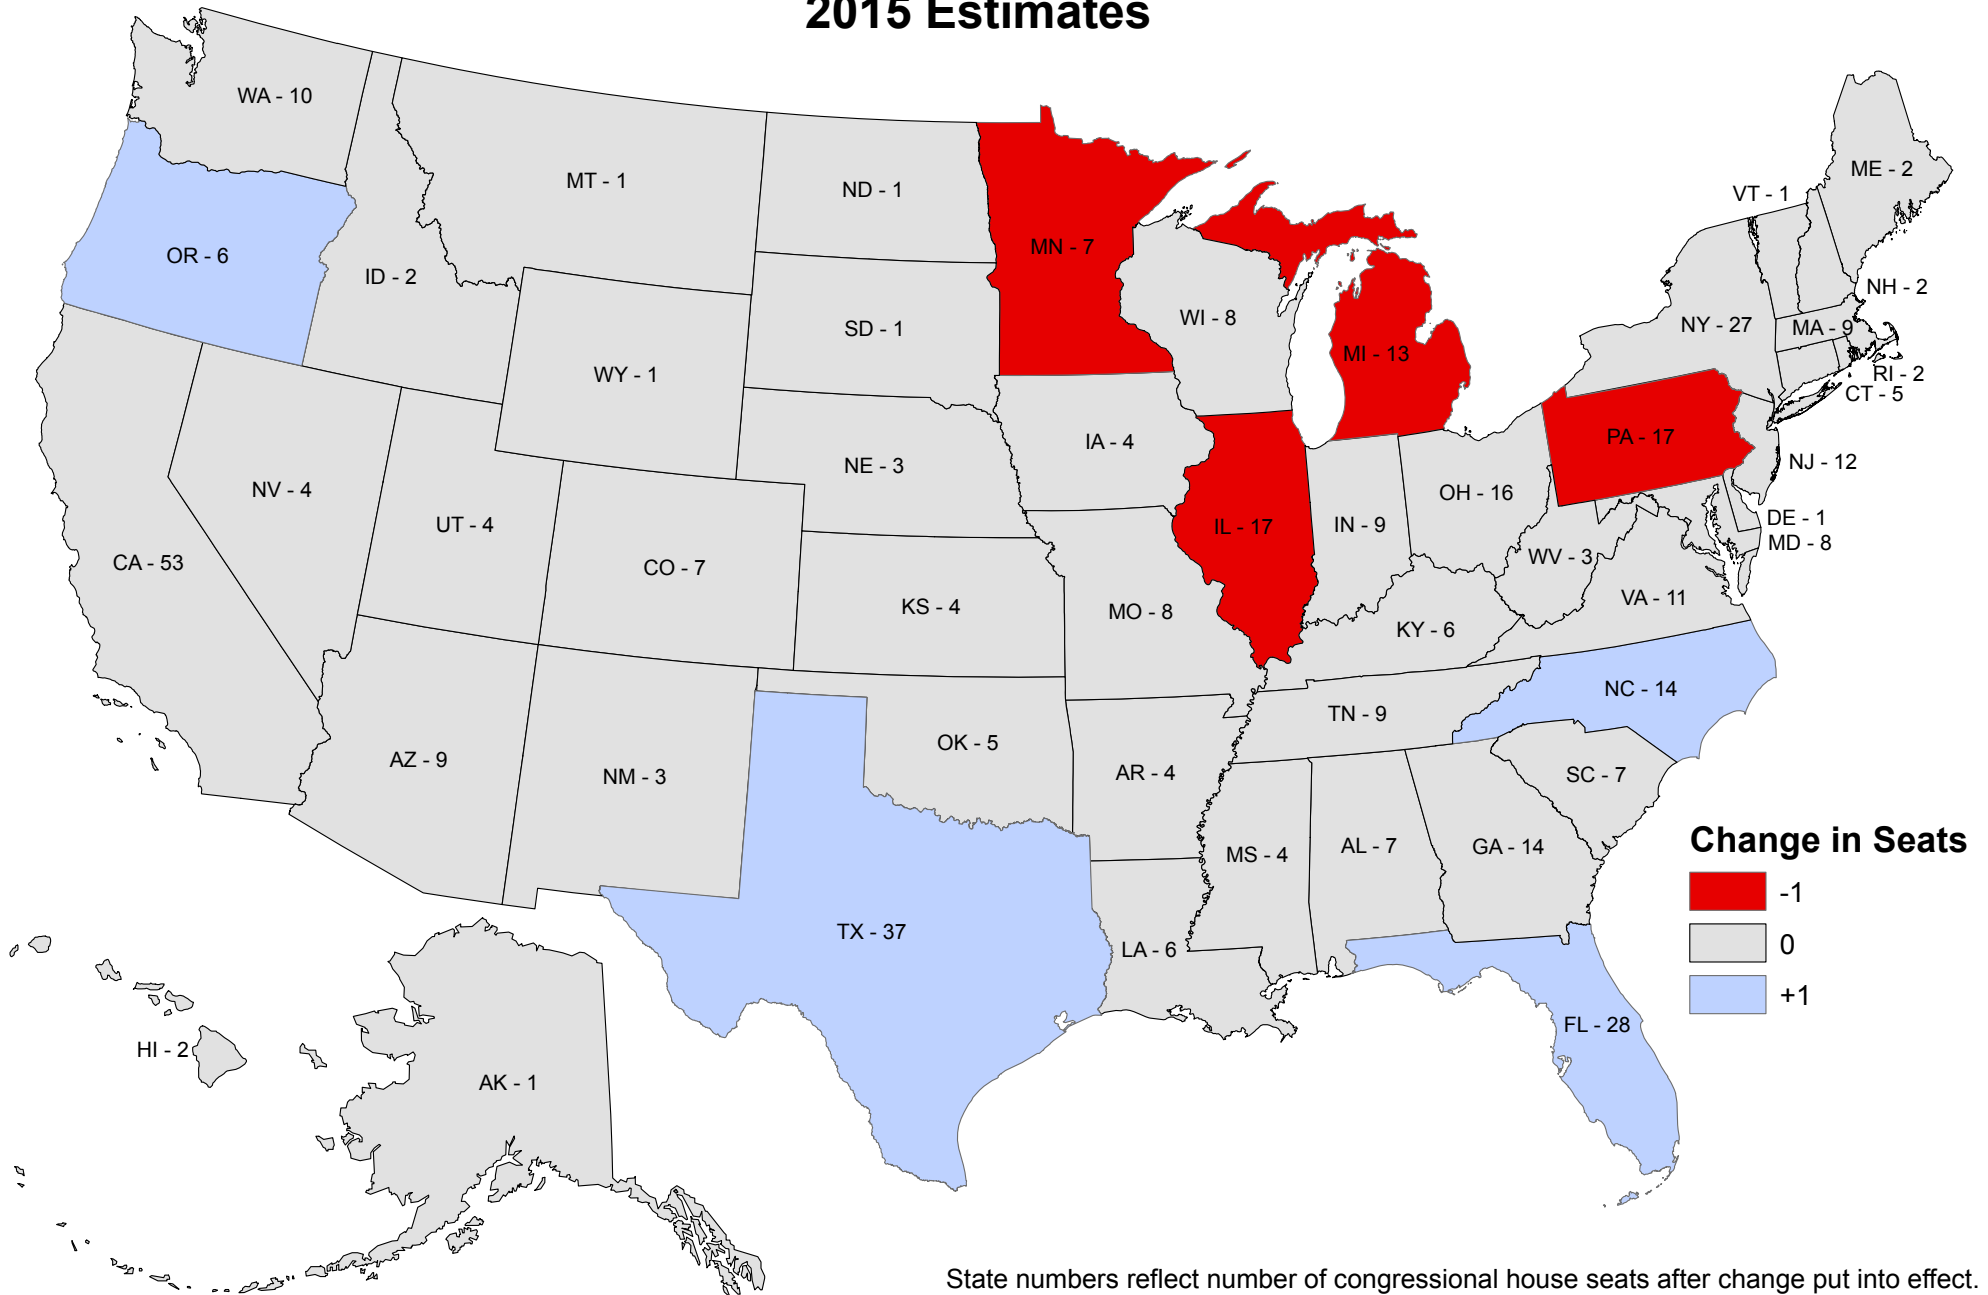 2015 Estimates
WA - 10
MT - 1
ND - 1
MN - 7
ME - 2
VT - 1
OR - 6
ID - 2
NH - 2
WI - 8
SD - 1
NY - 27
MA - 9
MI - 13
WY - 1
RI - 2
CT - 5
IA - 4
PA - 17
NE - 3
NJ - 12
NV - 4
OH - 16
UT - 4
IL - 17
IN - 9
DE - 1
MD - 8
CA - 53
CO - 7
WV - 3
KS - 4
MO - 8
VA - 11
KY - 6
NC - 14
TN - 9
OK - 5
AZ - 9
NM - 3
AR - 4
SC - 7
Change in Seats
MS - 4
AL - 7
GA - 14
-1
TX - 37
LA - 6
0
+1
FL - 28
HI - 2
AK - 1
State numbers reflect number of congressional house seats after change put into effect.